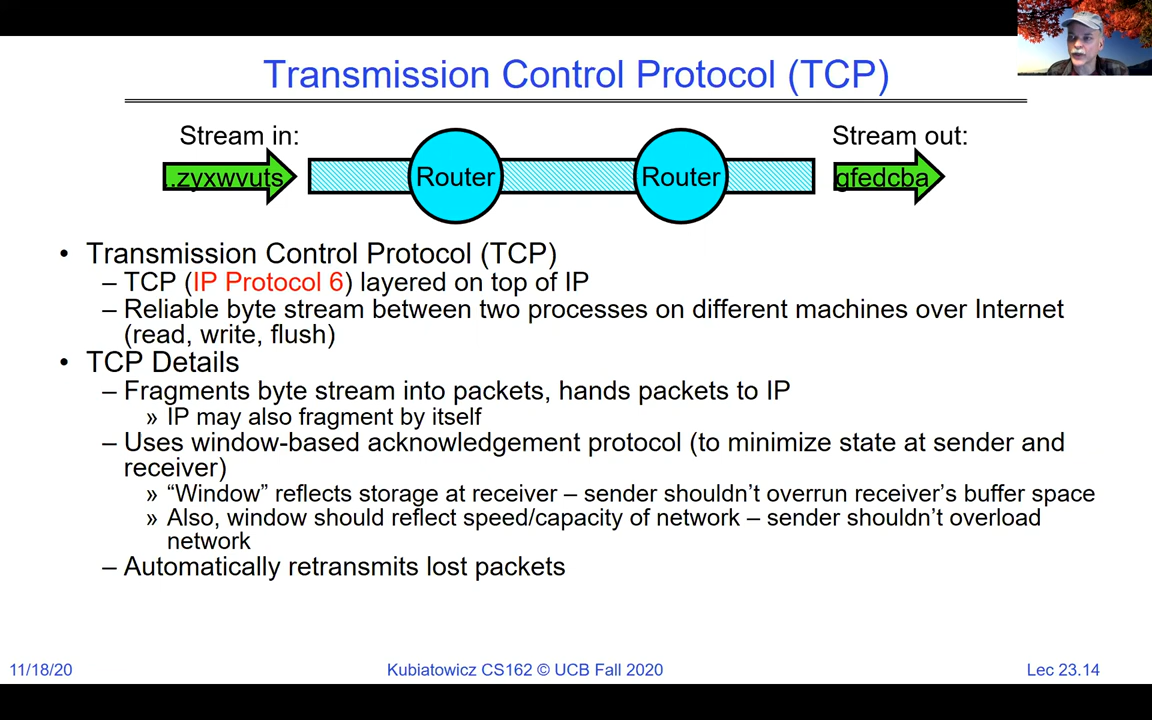 Transmission Control Protocol (TCP)
Stream in:
Stream out:
..zyxwvuts
Router
Router
gfedcba
• Transmission Control Protocol (TCP)
– TCP (IP Protocol 6) layered on top of IP
– Reliable byte stream between two processes on different machines over Internet
(read, write, flush)
• TCP Details
– Fragments byte stream into packets, hands packets to IP
» IP may also fragment by itself
– Uses window-based acknowledgement protocol (to minimize state at sender and
receiver)
» “Window” reflects storage at receiver – sender shouldn’t overrun receiver’s buffer space
» Also, window should reflect speed/capacity of network – sender shouldn’t overload
network
– Automatically retransmits lost packets
11/18/20
Kubiatowicz CS162 © UCB Fall 2020
Lec 23.14